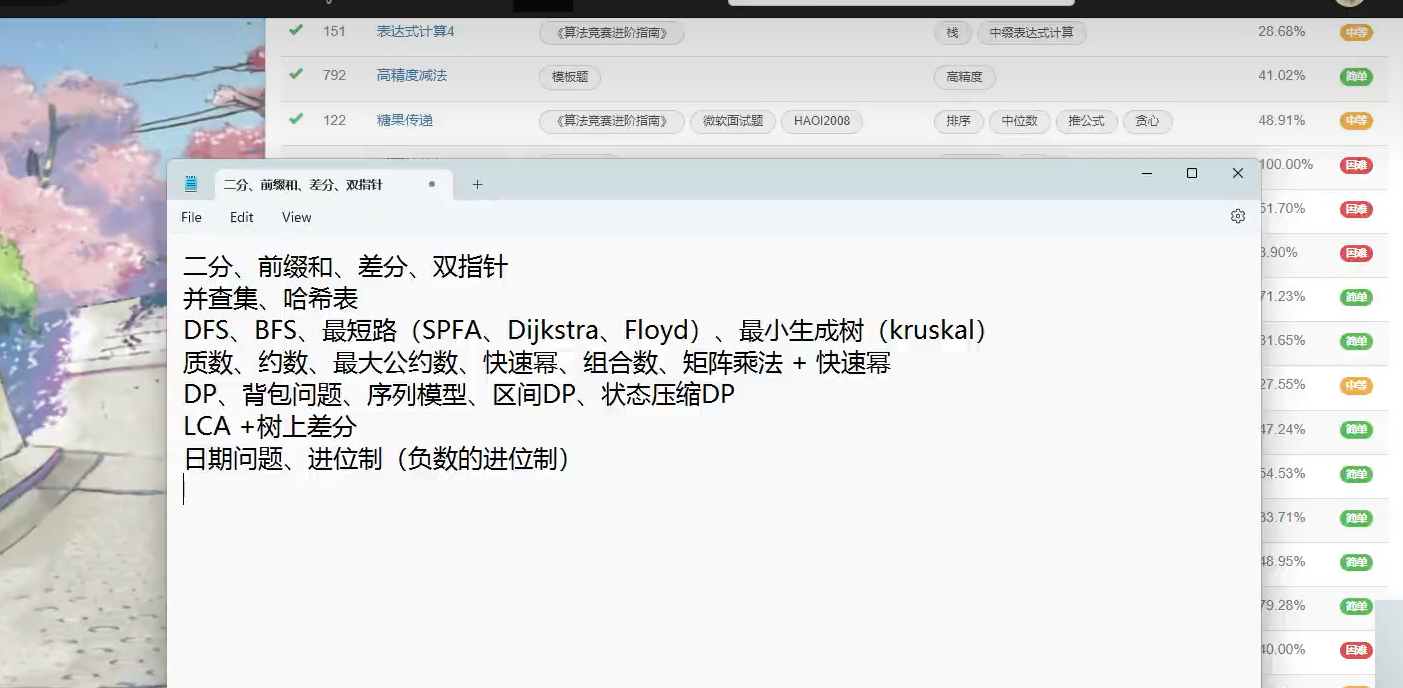 151 表达式计算4 《算法竞赛进阶指南》 栈 中缀表达式计算 28.68% 中等
792 高精度减法 模板题 高精度 41.02% 简单
122 糖果传递 《算法竞赛进阶指南》 微软面试题 HAOI2008 排序 中位数 推公式 贪心 48.91% 中等
100.00% 困难
二分、前缀和、差分、双指针
File Edit View
51.70% 困难
3.90% 困难
二分、前缀和、差分、双指针
并查集、哈希表
71.23% 简单
DFS、BFS、最短路（SPFA、Dijkstra、Floyd）、最小生成树（kruskal）
31.65% 简单
质数、约数、最大公约数、快速幂、组合数、矩阵乘法 + 快速幂
27.55% 中等
DP、背包问题、序列模型、区间DP、状态压缩DP
LCA +树上差分
47.24% 简单
日期问题、进位制（负数的进位制）
54.53% 简单
33.71% 简单
48.95% 简单
79.28% 简单
40.00% 困难